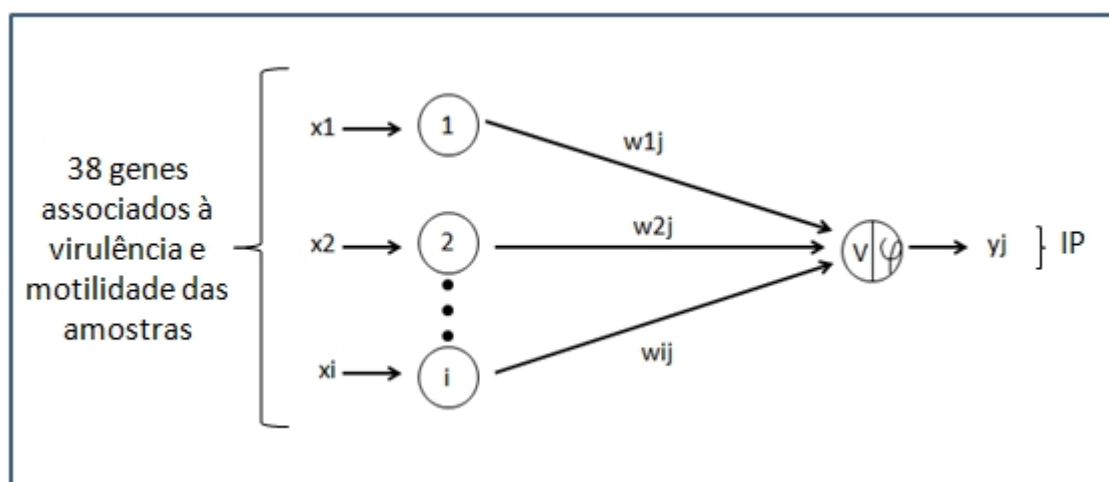 38 genes
associados à
virulência e
motilidade das
amostras
x1
1
w1j
x2
2
w2j
xi
i
wij
V φ
yj
IP